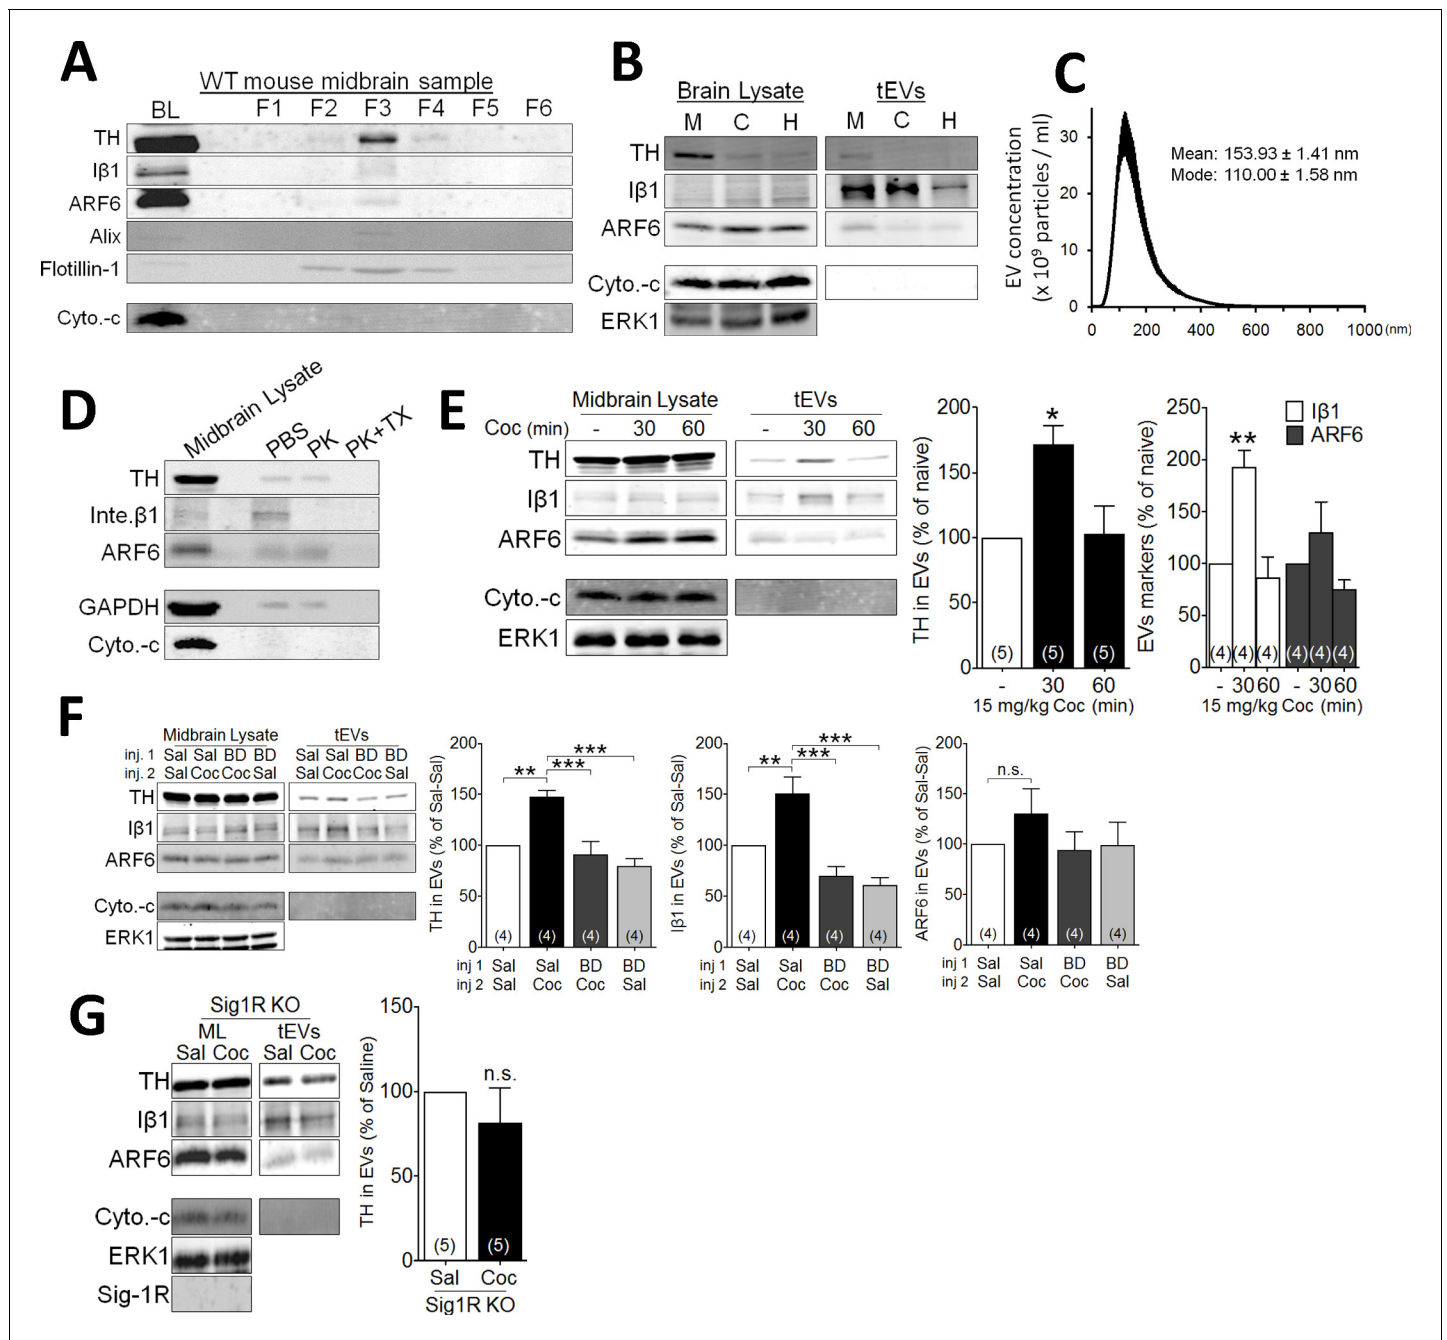 A
WT mouse midbrain sample
BL F1 F2 F3 F4 F5 F6
TH
Iβ1
ARF6
Alix
Flotillin-1
Cyto.-c
B
Brain Lysate tEVs
M C H M C H
TH
Iβ1
ARF6
Cyto.-c
ERK1
C
EV concentration
(x 10⁹ particles / ml)
30
20
10
0
Mean: 153.93 ± 1.41 nm
Mode: 110.00 ± 1.58 nm
0 200 400 600 800 1000 (nm)
D
Midbrain Lysate PBS PK PK+TX
TH
Inte.β1
ARF6
GAPDH
Cyto.-c
E
Midbrain Lysate tEVs
Coc (min) - 30 60 - 30 60
TH
Iβ1
ARF6
Cyto.-c
ERK1
TH in EVs (% of naive)
200
150
100
50
0
*
(5) (5) (5)
- 30 60
15 mg/kg Coc (min)
EVs markers (% of naive)
250
200
150
100
50
0
Iβ1
ARF6
**
(4) (4) (4) (4) (4) (4)
- 30 60 - 30 60
15 mg/kg Coc (min)
F
Midbrain Lysate tEVs
inj. 1 Sal Sal BD BD Sal Sal BD BD
inj. 2 Sal Coc Coc Sal Sal Coc Coc Sal
TH
Iβ1
ARF6
Cyto.-c
ERK1
TH in EVs (% of Sal-Sal)
200
150
100
50
0
***
** ***
(4) (4) (4) (4)
inj 1 Sal Sal BD BD
inj 2 Sal Coc Coc Sal
Iβ1 in EVs (% of Sal-Sal)
200
150
100
50
0
***
** ***
(4) (4) (4) (4)
inj 1 Sal Sal BD BD
inj 2 Sal Coc Coc Sal
ARF6 in EVs (% of Sal-Sal)
200
150
100
50
0
n.s.
(4) (4) (4) (4)
inj 1 Sal Sal BD BD
inj 2 Sal Coc Coc Sal
G
Sig1R KO
ML tEVs
Sal Coc Sal Coc
TH
Iβ1
ARF6
Cyto.-c
ERK1
Sig-1R
TH in EVs (% of Saline)
150
100
50
0
n.s.
(5) (5)
Sal Coc
Sig1R KO